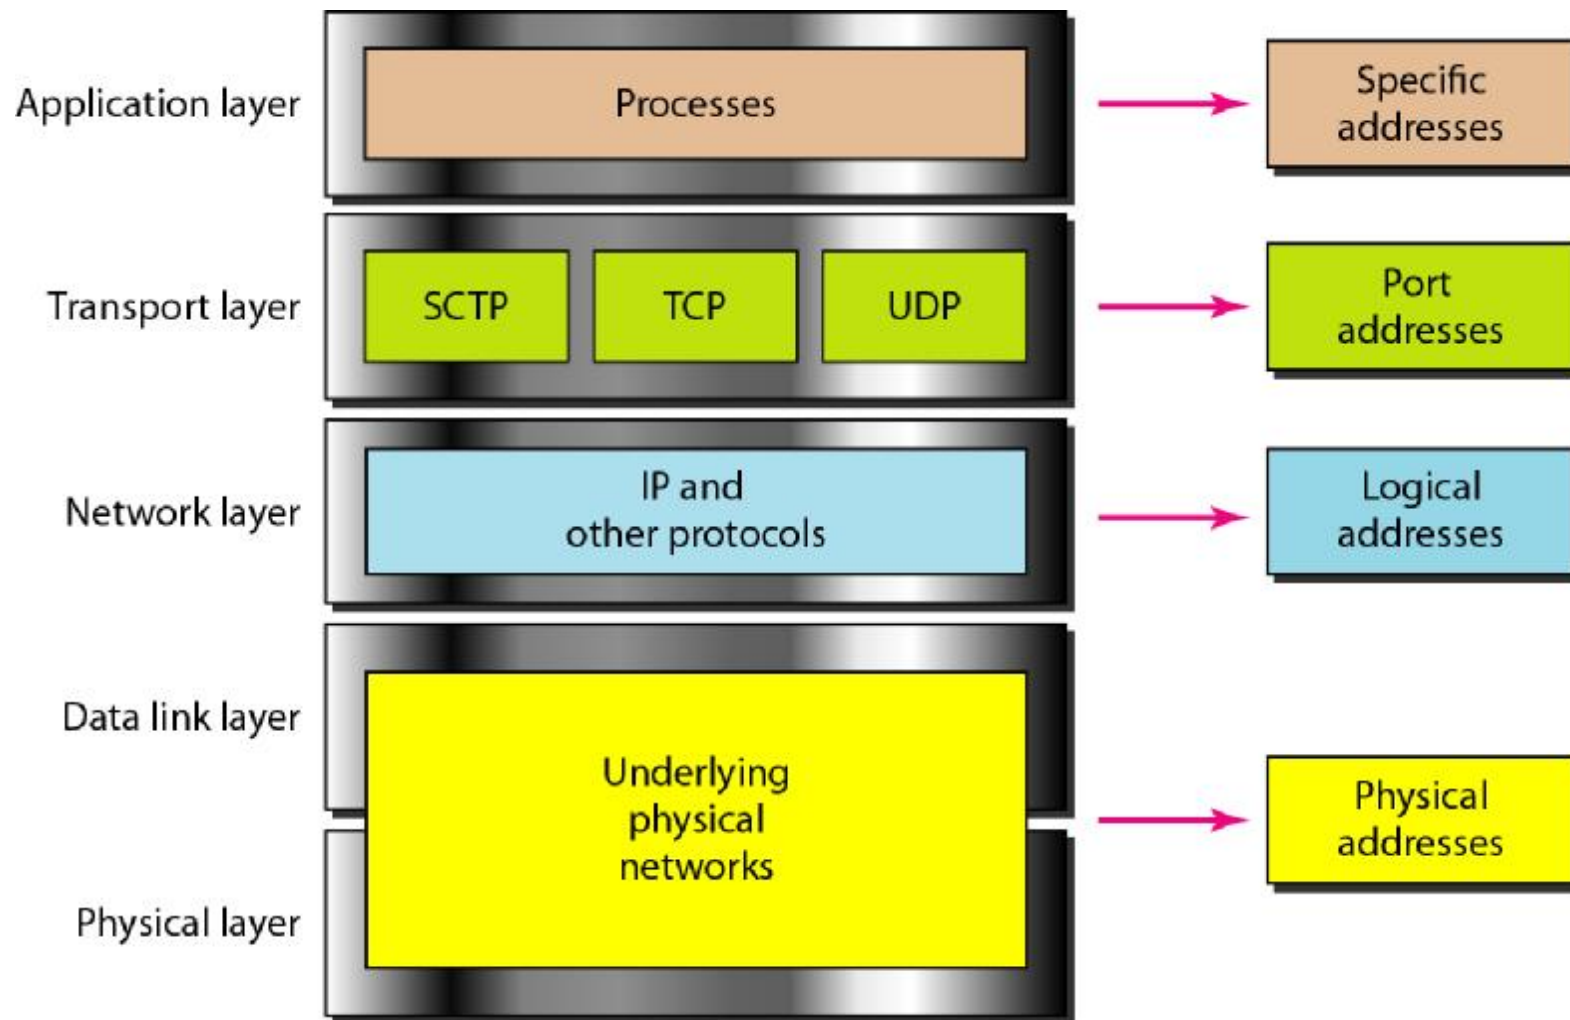 Application layer
Processes
Specific
addresses
Transport layer
SCTP
TCP
UDP
Port
addresses
Network layer
IP and
other protocols
Logical
addresses
Data link layer
Underlying
physical
networks
Physical
addresses
Physical layer